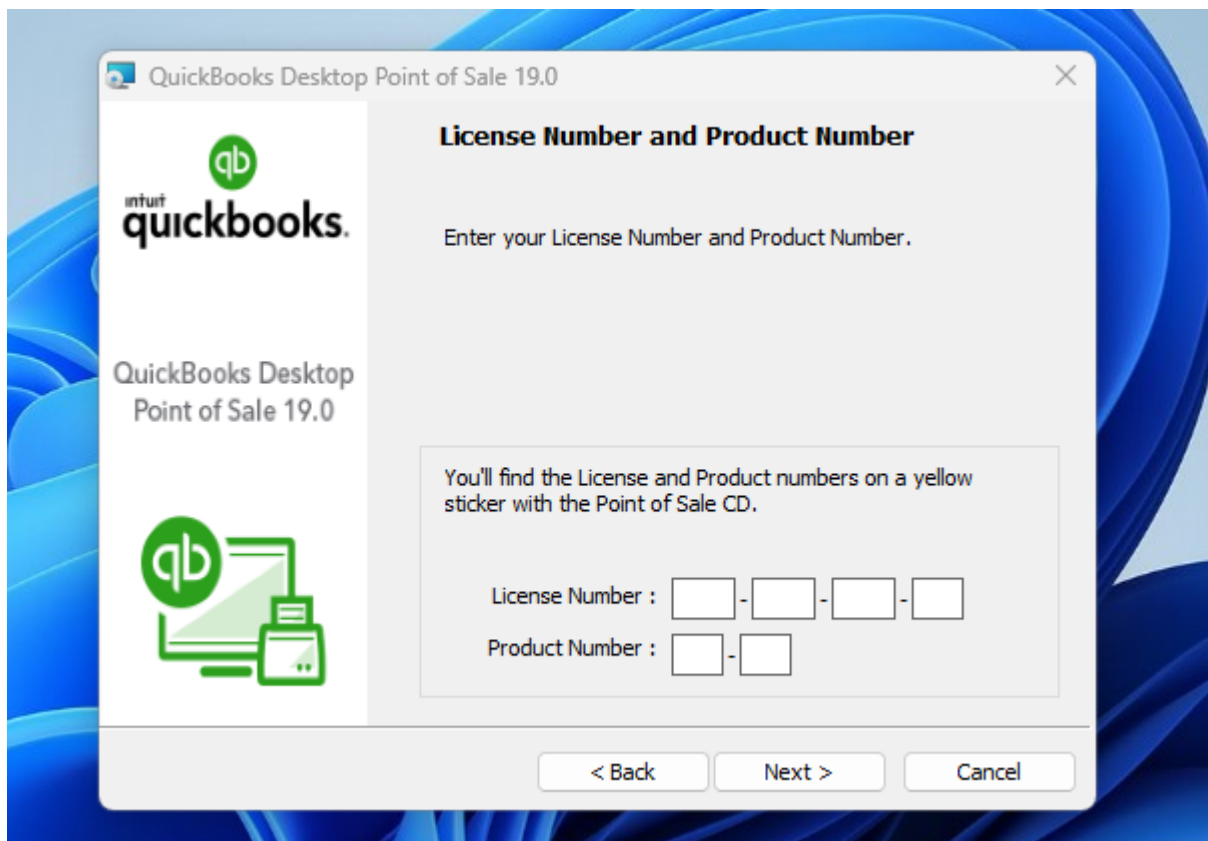 QuickBooks Desktop Point of Sale 19.0
License Number and Product Number
qb
intuit
quickbooks.
Enter your License Number and Product Number.
QuickBooks Desktop
Point of Sale 19.0
You'll find the License and Product numbers on a yellow
sticker with the Point of Sale CD.
qb
License Number : - - -
Product Number : -
< Back Next > Cancel